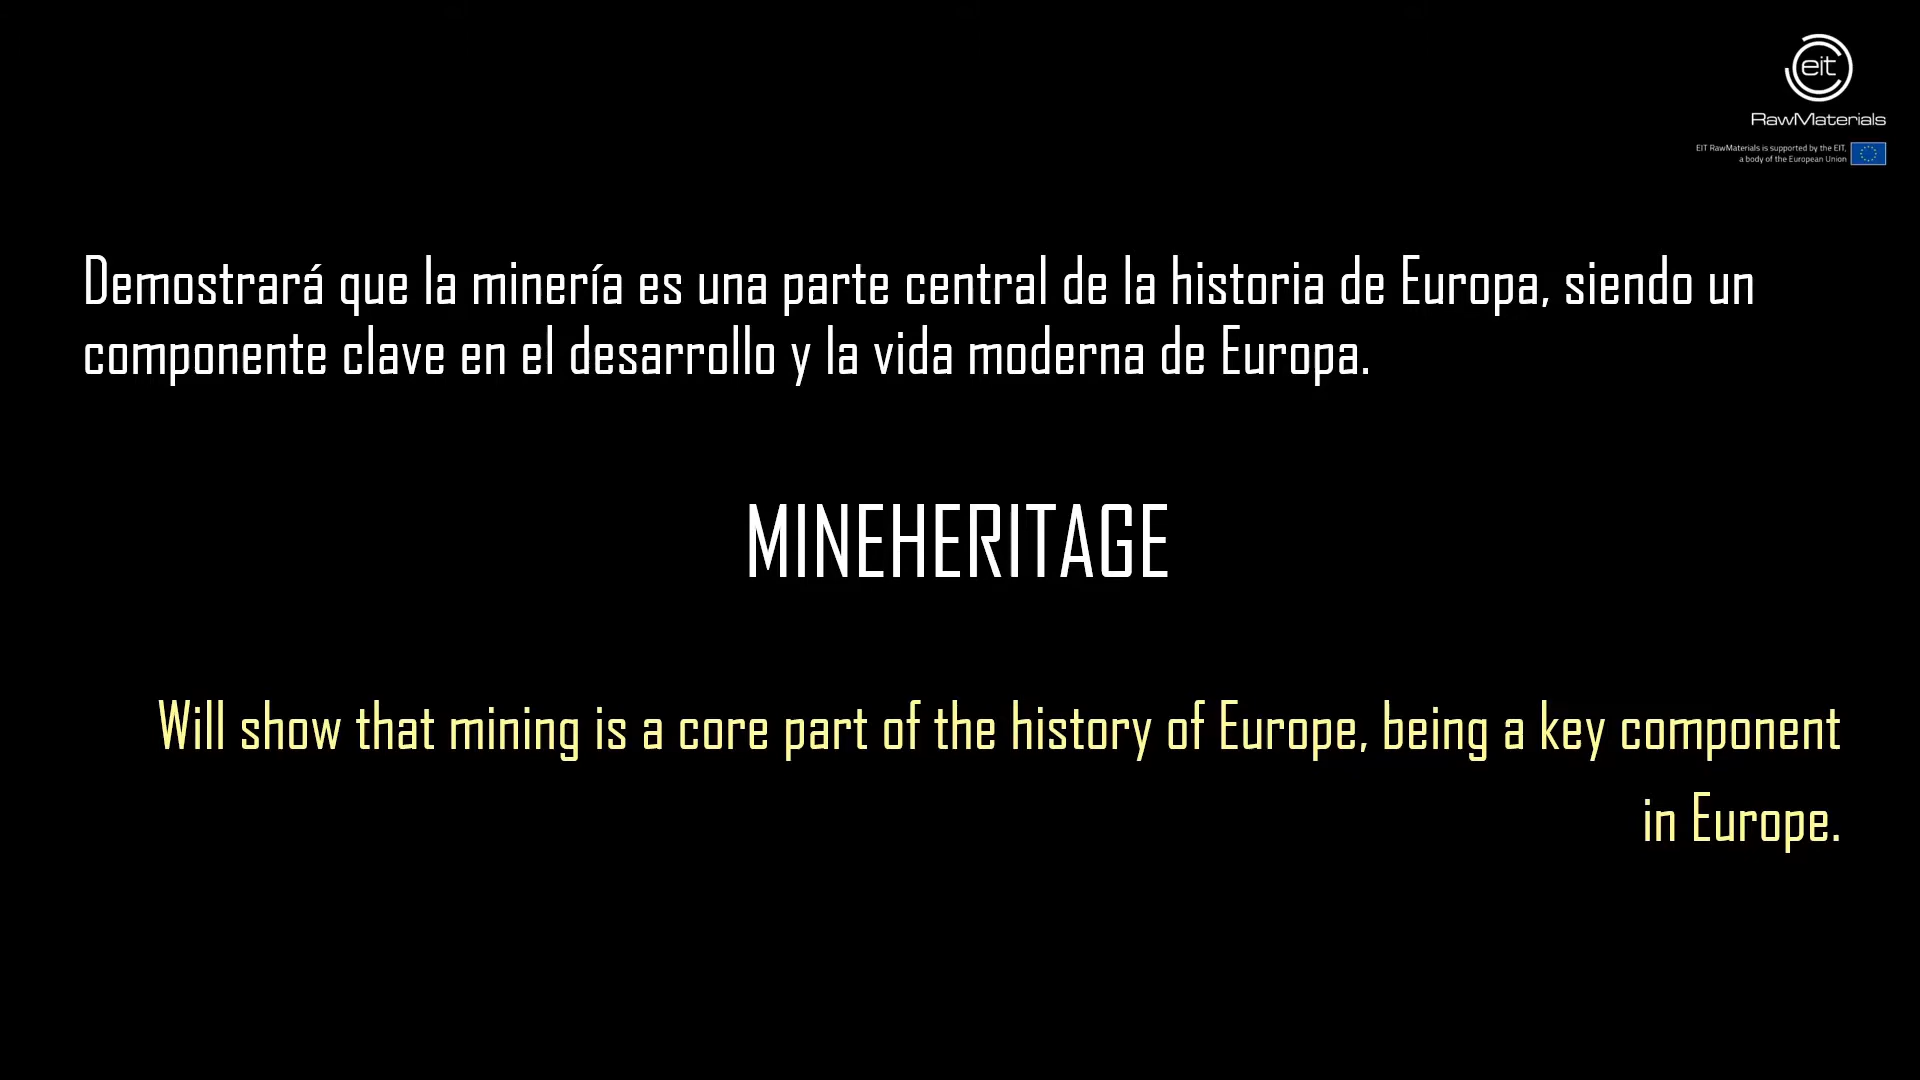 eit
RawMaterials
EIT RawMaterials is supported by the EIT,
a body of the European Union
Demostrará que la minería es una parte central de la historia de Europa, siendo un
componente clave en el desarrollo y la vida moderna de Europa.
MINEHERITAGE
Will show that mining is a core part of the history of Europe, being a key component
in Europe.